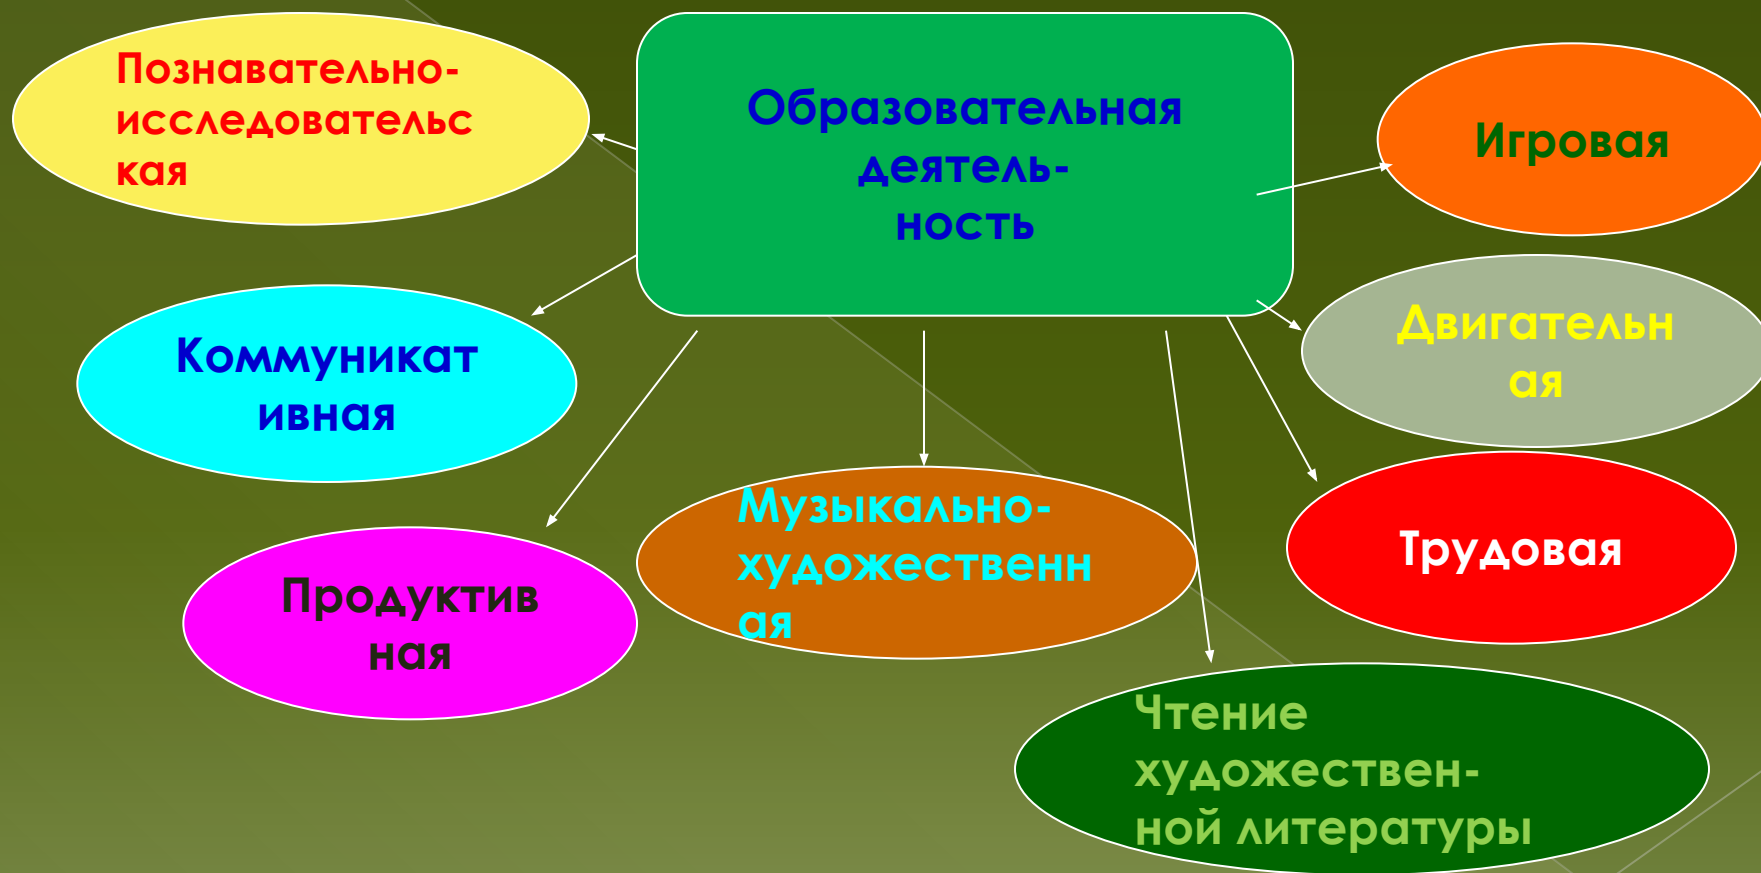 Познавательно-
исследовательс
кая
Образовательная
деятель-
ность
Игровая
Коммуникат
ивная
Двигательн
ая
Продуктив
ная
Музыкально-
художественн
ая
Трудовая
Чтение
художествен-
ной литературы